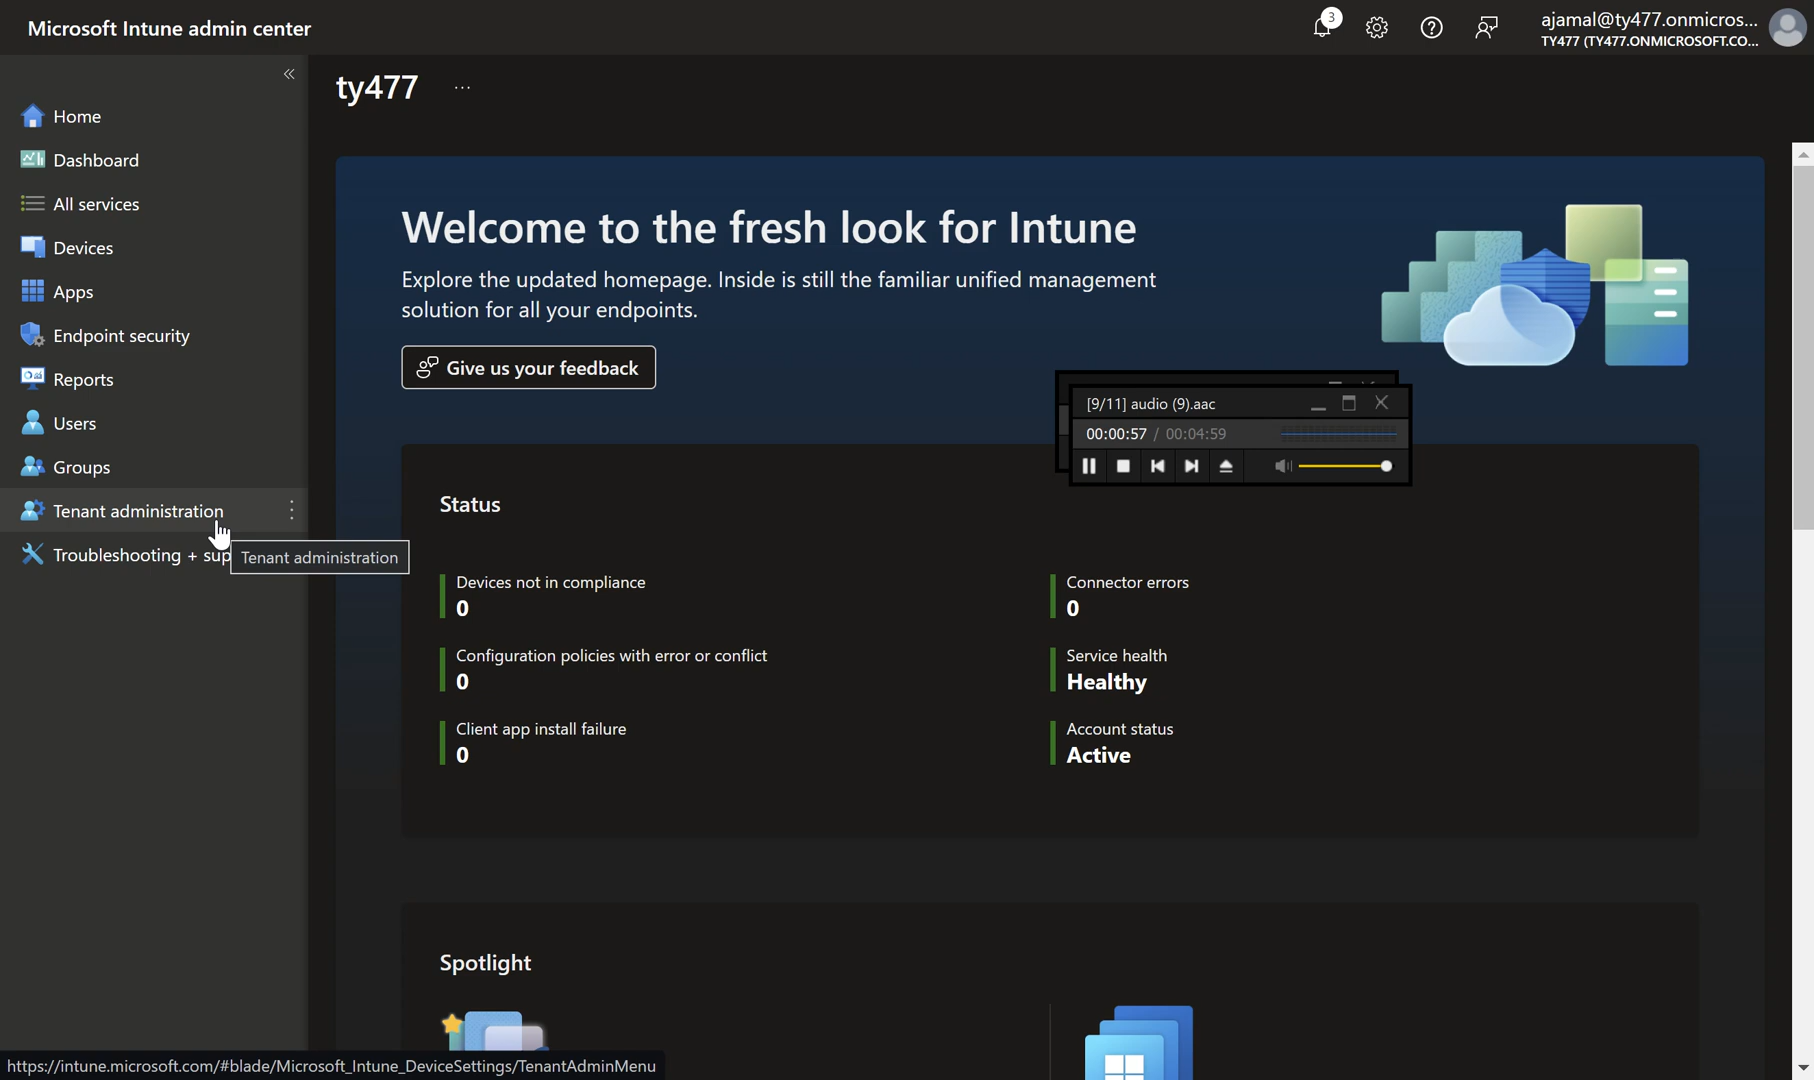 Microsoft Intune admin center
3
ajamal@ty477.onmicros...
TY477 (TY477.ONMICROSOFT.CO...
«
ty477
...
Home
Dashboard
All services
Devices
Apps
Endpoint security
Reports
Users
Groups
Tenant administration
Troubleshooting + sup
Tenant administration
Welcome to the fresh look for Intune
Explore the updated homepage. Inside is still the familiar unified management
solution for all your endpoints.
Give us your feedback
[9/11] audio (9).aac
00:00:57 / 00:04:59
Status
Devices not in compliance
0
Configuration policies with error or conflict
0
Client app install failure
0
Connector errors
0
Service health
Healthy
Account status
Active
Spotlight
https://intune.microsoft.com/#blade/Microsoft_Intune_DeviceSettings/TenantAdminMenu